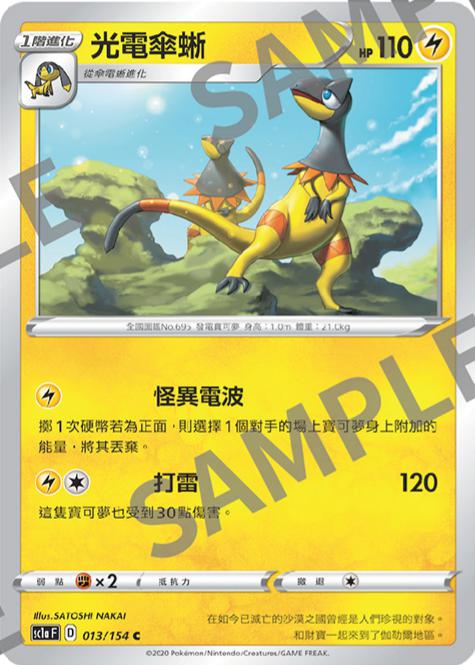 1階進化
光電傘蜥
HP 110
從傘電蜥進化
全國圖鑑No.695 發電寶可夢 身高：1.0m 體重：21.0kg
怪異電波
擲1次硬幣若為正面，則選擇1個對手的場上寶可夢身上附加的
能量，將其丟棄。
打雷 120
這隻寶可夢也受到30點傷害。
弱點 ×2 抵抗力 撤退
Illus.SATOSHI NAKAI
sc1a F D 013/154 C
在如今已滅亡的沙漠之國曾經是人們珍視的對象。
和財寶一起來到了伽勒爾地區。
©2020 Pokémon/Nintendo/Creatures/GAME FREAK.
SAMPLE
SAMPLE
SAMPLE